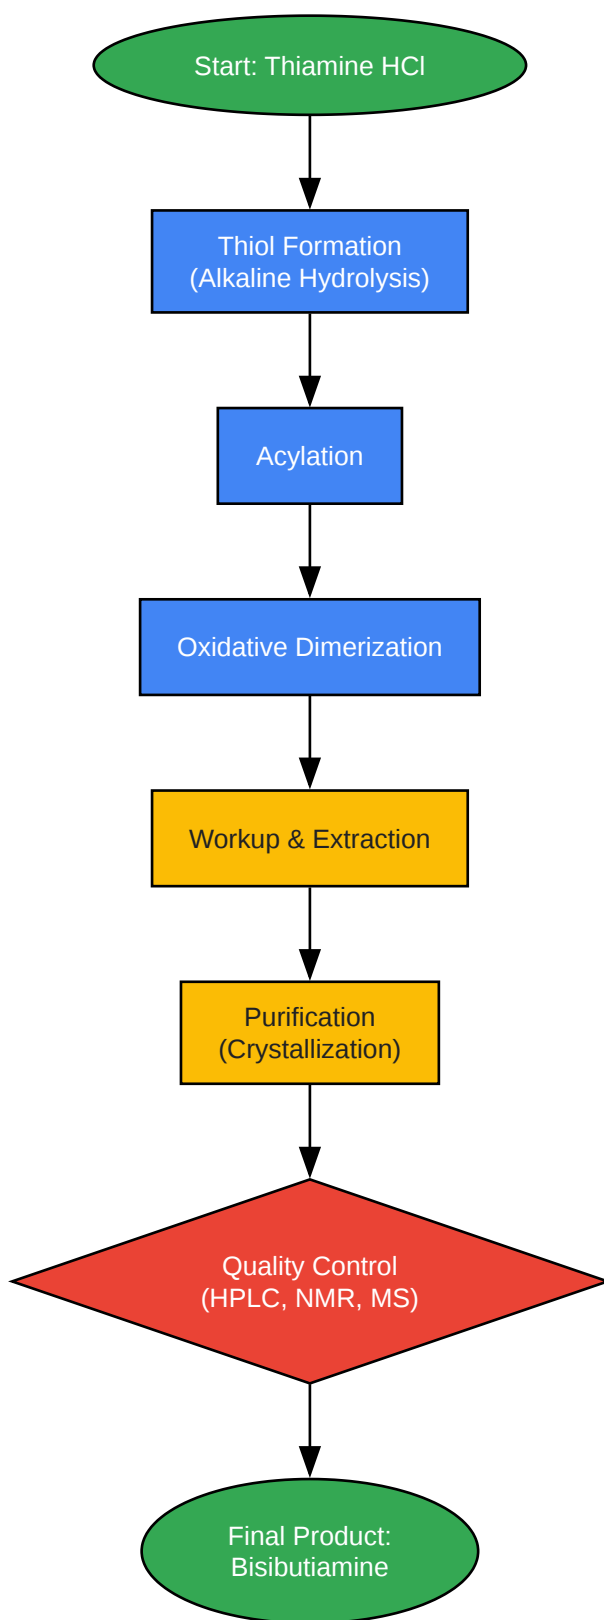 Start: Thiamine HCl
Thiol Formation
(Alkaline Hydrolysis)
Acylation
Oxidative Dimerization
Workup & Extraction
Purification
(Crystallization)
Quality Control
(HPLC, NMR, MS)
Final Product:
Bisibutiamine